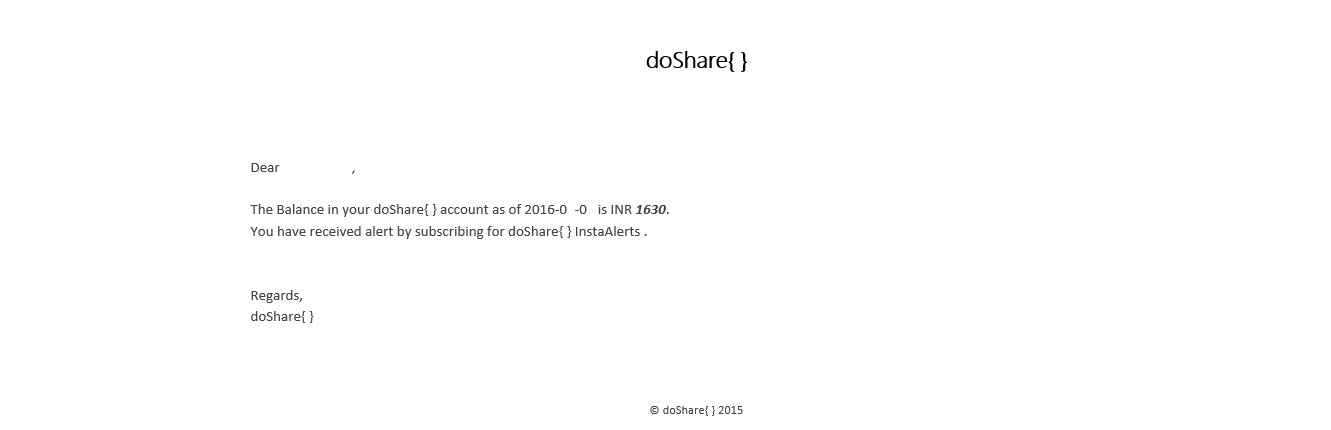 doShare{ }
Dear ,
The Balance in your doShare{ } account as of 2016-0 -0 is INR 1630.
You have received alert by subscribing for doShare{ } InstaAlerts .
Regards,
doShare{ }
© doShare{ } 2015